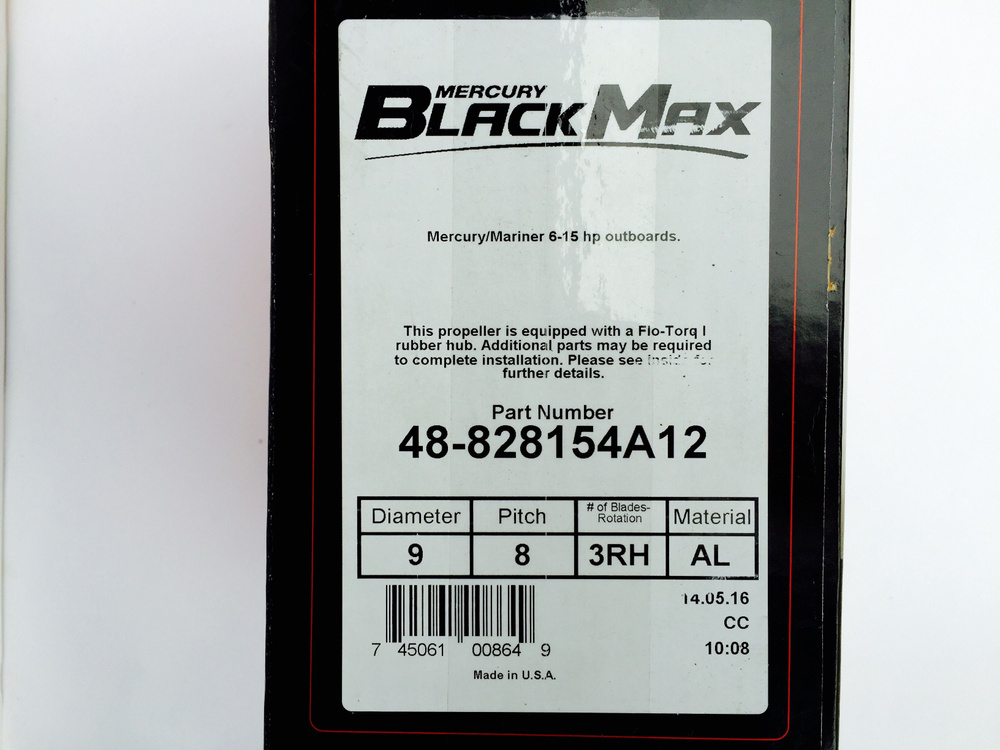 MERCURY
BLACK MAX
Mercury/Mariner 6-15 hp outboards.
This propeller is equipped with a Flo-Torq I
rubber hub. Additional parts may be required
to complete installation. Please see inside for
further details.
Part Number
48-828154A12
Diameter Pitch # of Blades-Rotation Material
9 8 3RH AL
14.05.16
CC
10:08
7 45061 00864 9
Made in U.S.A.